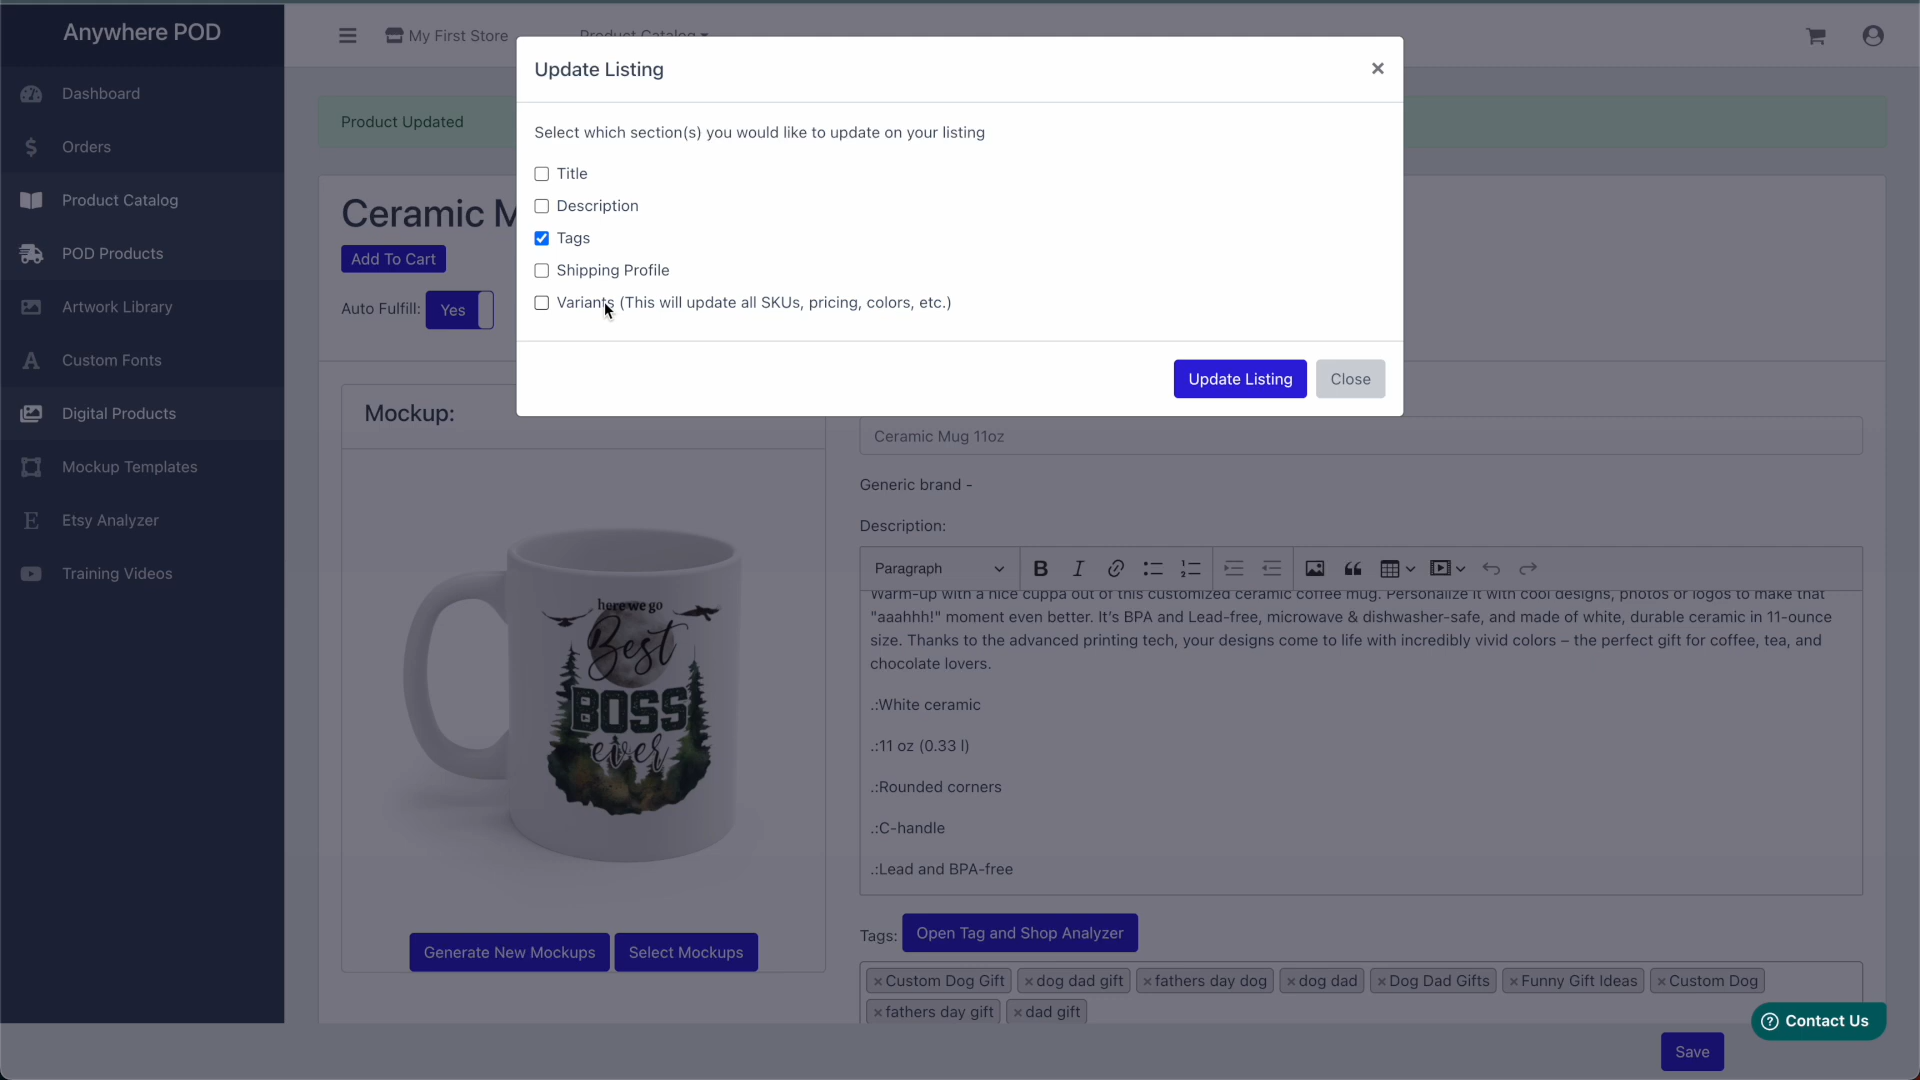 Anywhere POD
My First Store
Product Catalog
Dashboard
Orders
Product Catalog
POD Products
Artwork Library
Custom Fonts
Digital Products
Mockup Templates
Etsy Analyzer
Training Videos
Update Listing
×
Select which section(s) you would like to update on your listing
Title
Description
Tags
Shipping Profile
Variants (This will update all SKUs, pricing, colors, etc.)
Update Listing Close
Product Updated
Ceramic
Add To Cart
Auto Fulfill: Yes
Mockup:
here we go
Best
BOSS
ever
Generate New Mockups Select Mockups
Ceramic Mug 11oz
Generic brand -
Description:
Paragraph
Warm-up with a nice cuppa out of this customized ceramic coffee mug. Personalize it with cool designs, photos or logos to make that
"aaahhh!" moment even better. It's BPA and Lead-free, microwave & dishwasher-safe, and made of white, durable ceramic in 11-ounce
size. Thanks to the advanced printing tech, your designs come to life with incredibly vivid colors – the perfect gift for coffee, tea, and
chocolate lovers.
.:White ceramic
.:11 oz (0.33 l)
.:Rounded corners
.:C-handle
.:Lead and BPA-free
Tags: Open Tag and Shop Analyzer
×Custom Dog Gift ×dog dad gift ×fathers day dog ×dog dad ×Dog Dad Gifts ×Funny Gift Ideas ×Custom Dog
×fathers day gift ×dad gift
Contact Us
Save